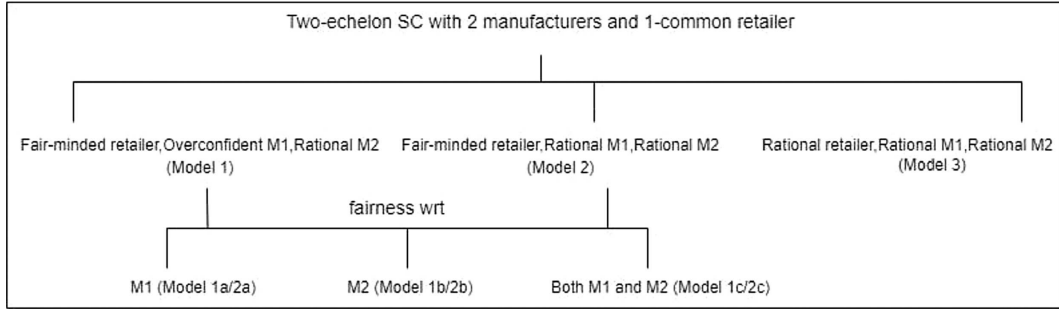 Two-echelon SC with 2 manufacturers and 1-common retailer
Fair-minded retailer,Overconfident M1,Rational M2
(Model 1)
Fair-minded retailer,Rational M1,Rational M2
(Model 2)
Rational retailer,Rational M1,Rational M2
(Model 3)
fairness wrt
M1 (Model 1a/2a)
M2 (Model 1b/2b)
Both M1 and M2 (Model 1c/2c)